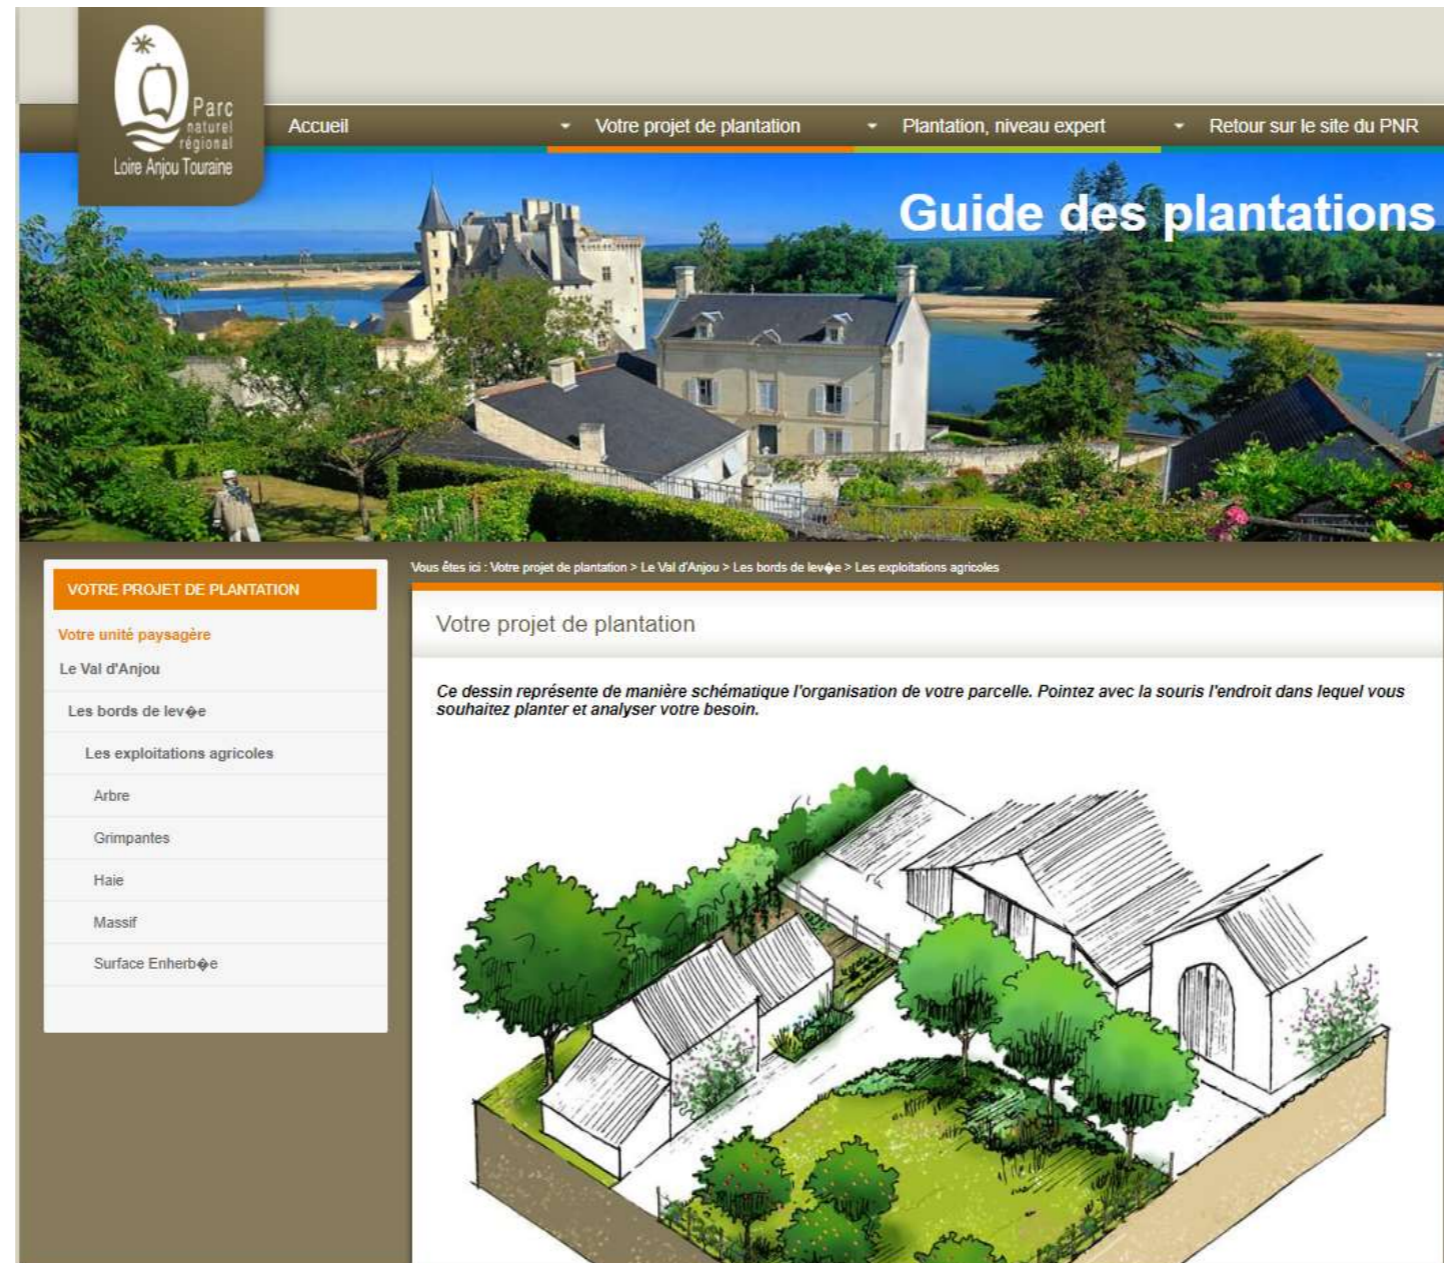 Parc
naturel
régional
Loire Anjou Touraine
Accueil
Votre projet de plantation
Plantation, niveau expert
Retour sur le site du PNR
Guide des plantations
VOTRE PROJET DE PLANTATION
Votre unité paysagère
Le Val d'Anjou
Les bords de lev�e
Les exploitations agricoles
Arbre
Grimpantes
Haie
Massif
Surface Enherb�e
Vous êtes ici : Votre projet de plantation > Le Val d'Anjou > Les bords de lev�e > Les exploitations agricoles
Votre projet de plantation
Ce dessin représente de manière schématique l'organisation de votre parcelle. Pointez avec la souris l'endroit dans lequel vous
souhaitez planter et analyser votre besoin.